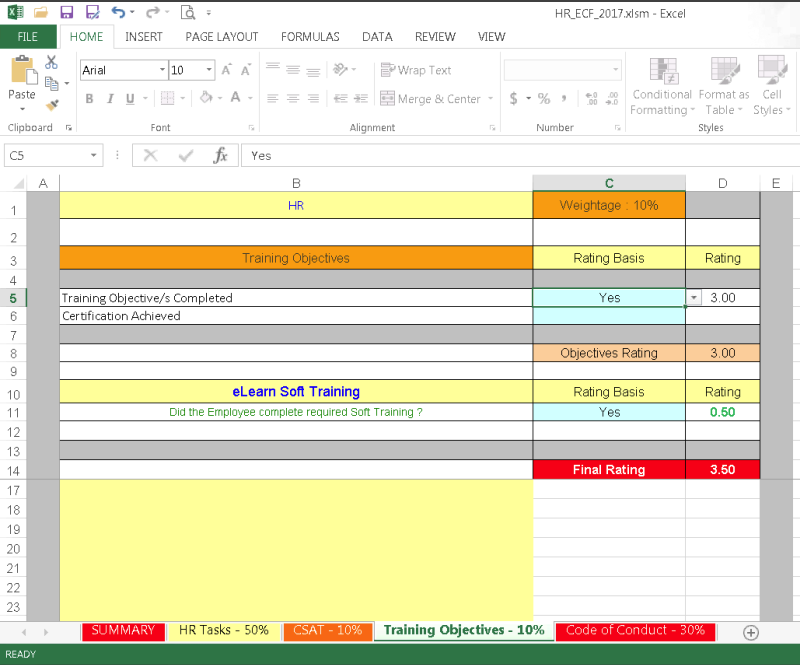 HR_ECF_2017.xlsm - Excel
FILE HOME INSERT PAGE LAYOUT FORMULAS DATA REVIEW VIEW
Arial 10 A A Wrap Text
Paste B I U A Merge & Center $ % , Conditional Formatting Format as Table Cell Styles
Clipboard Font Alignment Number Styles
C5 fx Yes
A B C D E
1 HR Weightage : 10%
2
3 Training Objectives Rating Basis Rating
4
5 Training Objective/s Completed Yes 3.00
6 Certification Achieved
7
8 Objectives Rating 3.00
9
10 eLearn Soft Training Rating Basis Rating
11 Did the Employee complete required Soft Training ? Yes 0.50
12
13
14 Final Rating 3.50
17
18
19
20
21
22
23
SUMMARY HR Tasks - 50% CSAT - 10% Training Objectives - 10% Code of Conduct - 30%
READY